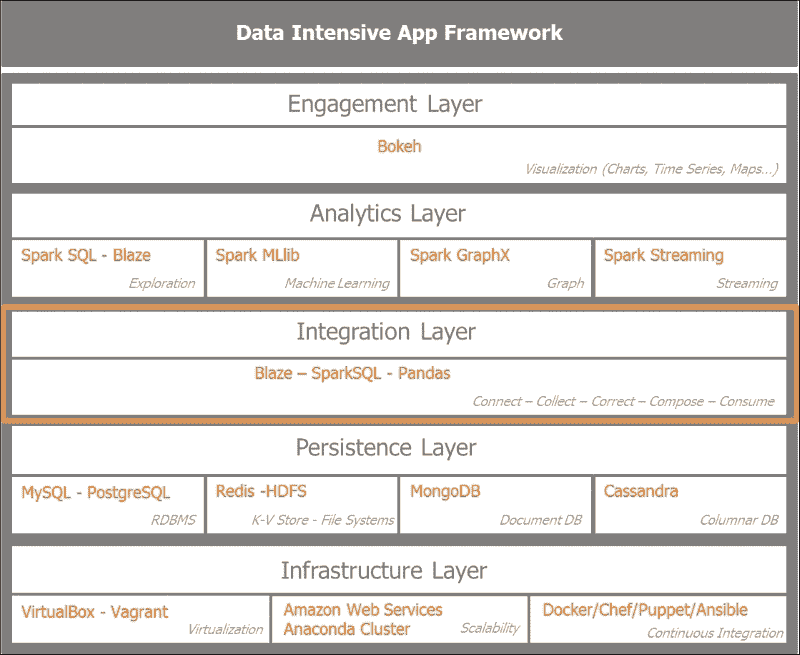 Data Intensive App Framework
Engagement Layer
Bokeh
Visualization (Charts, Time Series, Maps...)
Analytics Layer
Spark SQL - Blaze
Exploration
Spark MLlib
Machine Learning
Spark GraphX
Graph
Spark Streaming
Streaming
Integration Layer
Blaze – SparkSQL - Pandas
Connect – Collect – Correct – Compose – Consume
Persistence Layer
MySQL - PostgreSQL
RDBMS
Redis -HDFS
K-V Store - File Systems
MongoDB
Document DB
Cassandra
Columnar DB
Infrastructure Layer
VirtualBox - Vagrant
Virtualization
Amazon Web Services
Anaconda Cluster
Scalability
Docker/Chef/Puppet/Ansible
Continuous Integration